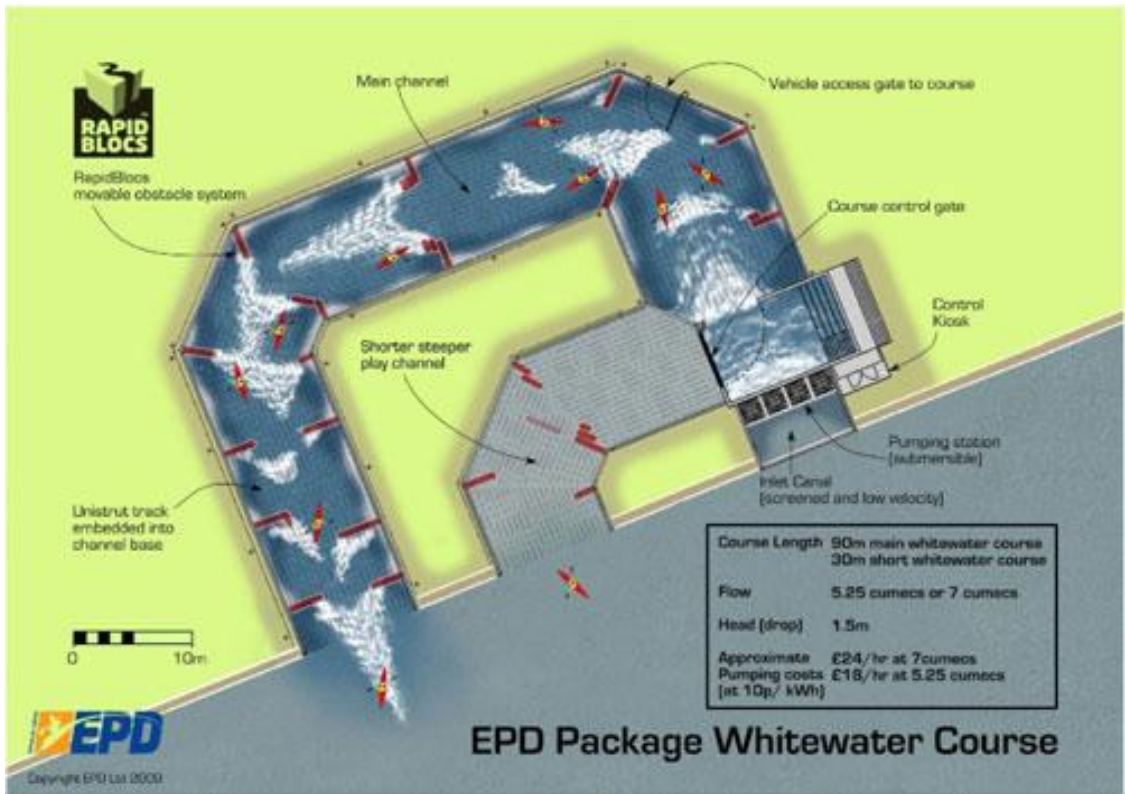 Main channel
Vehicle access gate to course
RAPID
BLOCS
RapidBlocs
movable obstacle system
Course control gate
Control
Kiosk
Shorter steeper
play channel
Pumping station
(submersible)
Inlet Canal
(screened and low velocity)
Unistrut track
embedded into
channel base
Course Length 90m main whitewater course
30m short whitewater course
Flow 5.25 cumecs or 7 cumecs
Head (drop) 1.5m
Approximate £24/hr at 7cumecs
Pumping costs £18/hr at 5.25 cumecs
(at 10p/ kWh)
0 10m
EPD
EPD Package Whitewater Course
Copyright EPD Ltd 2009